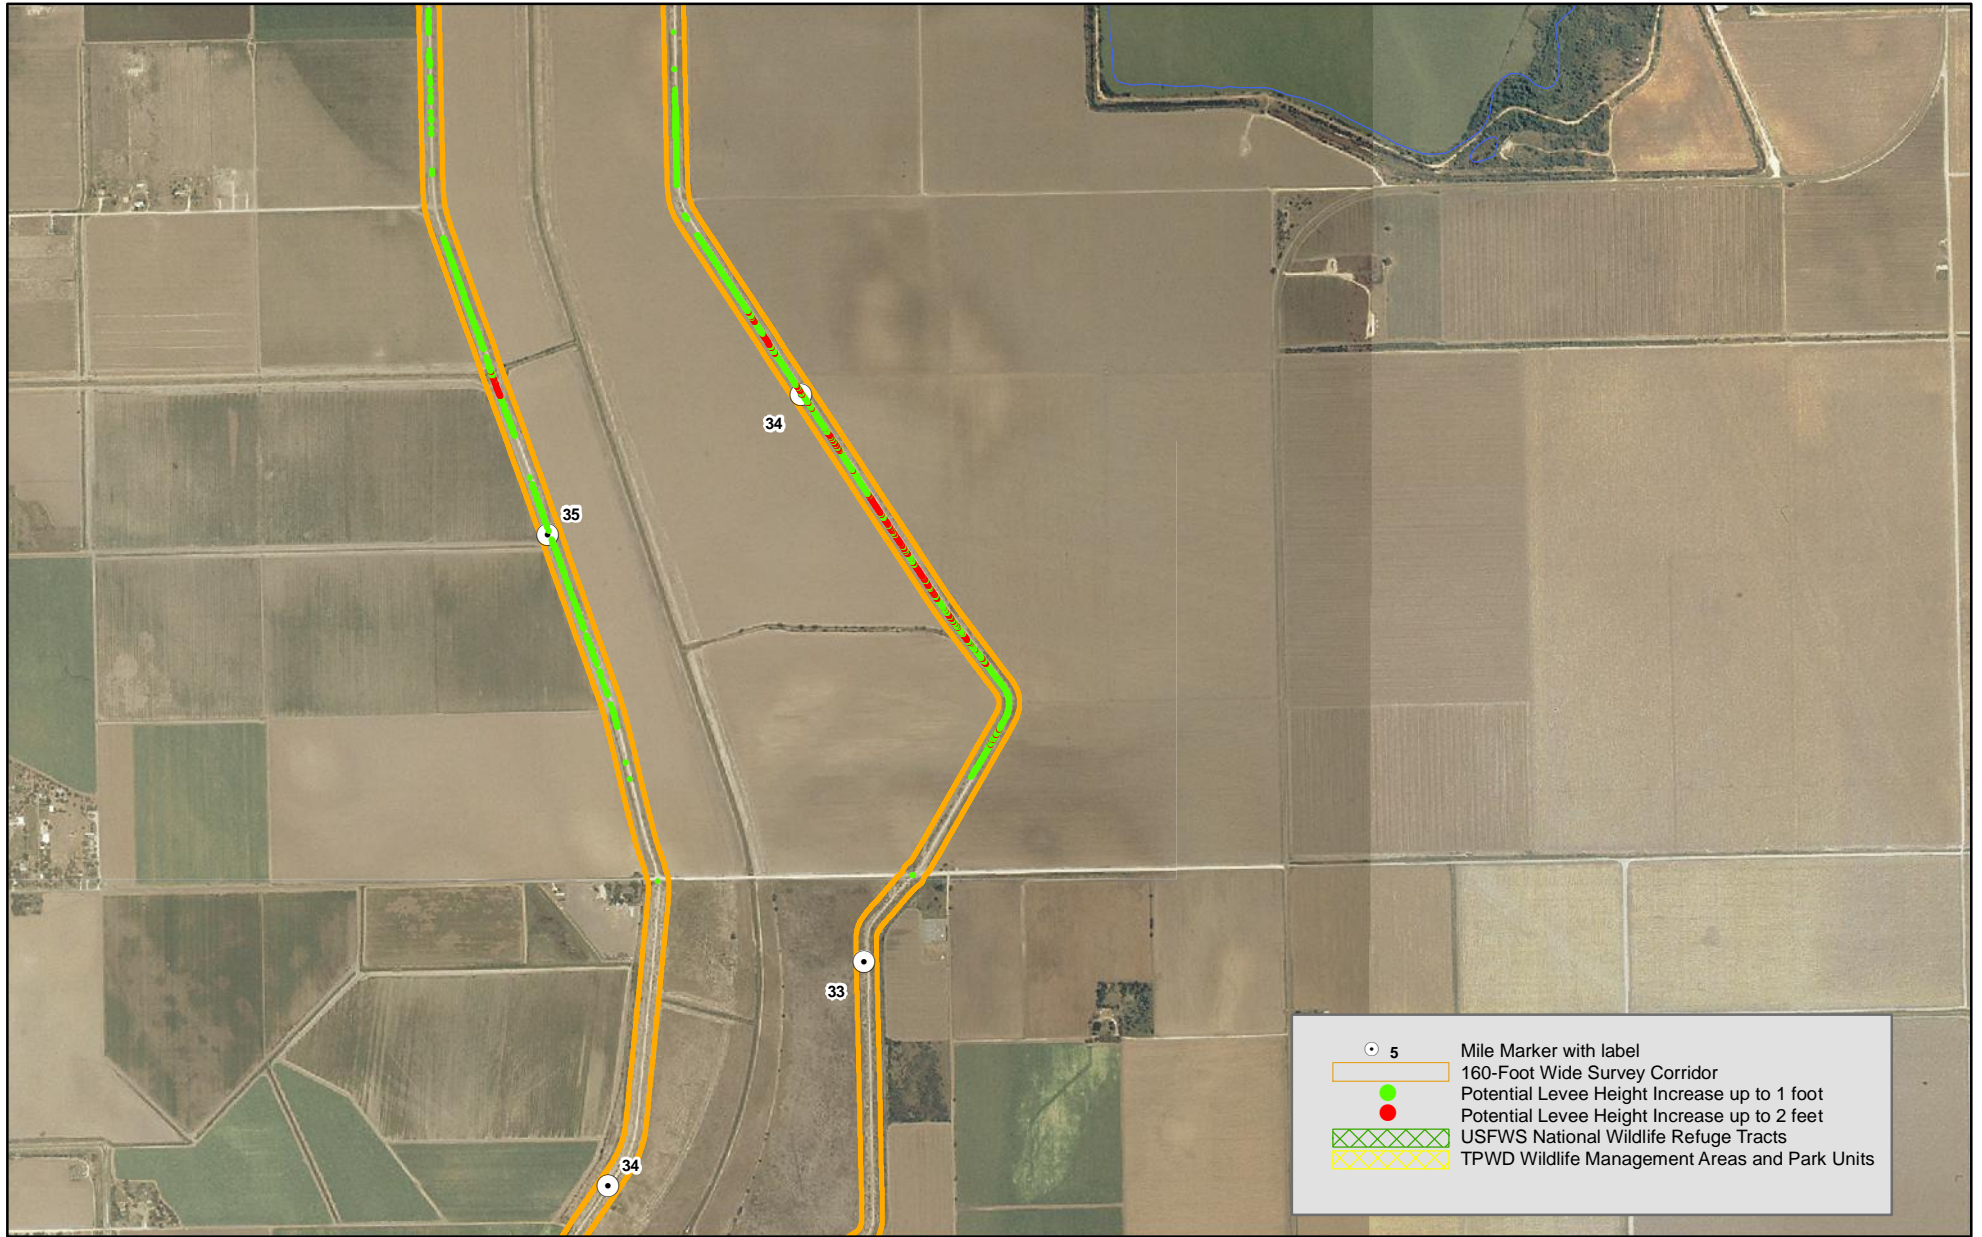 34
35
33
34
5 Mile Marker with label
160-Foot Wide Survey Corridor
Potential Levee Height Increase up to 1 foot
Potential Levee Height Increase up to 2 feet
USFWS National Wildlife Refuge Tracts
TPWD Wildlife Management Areas and Park Units